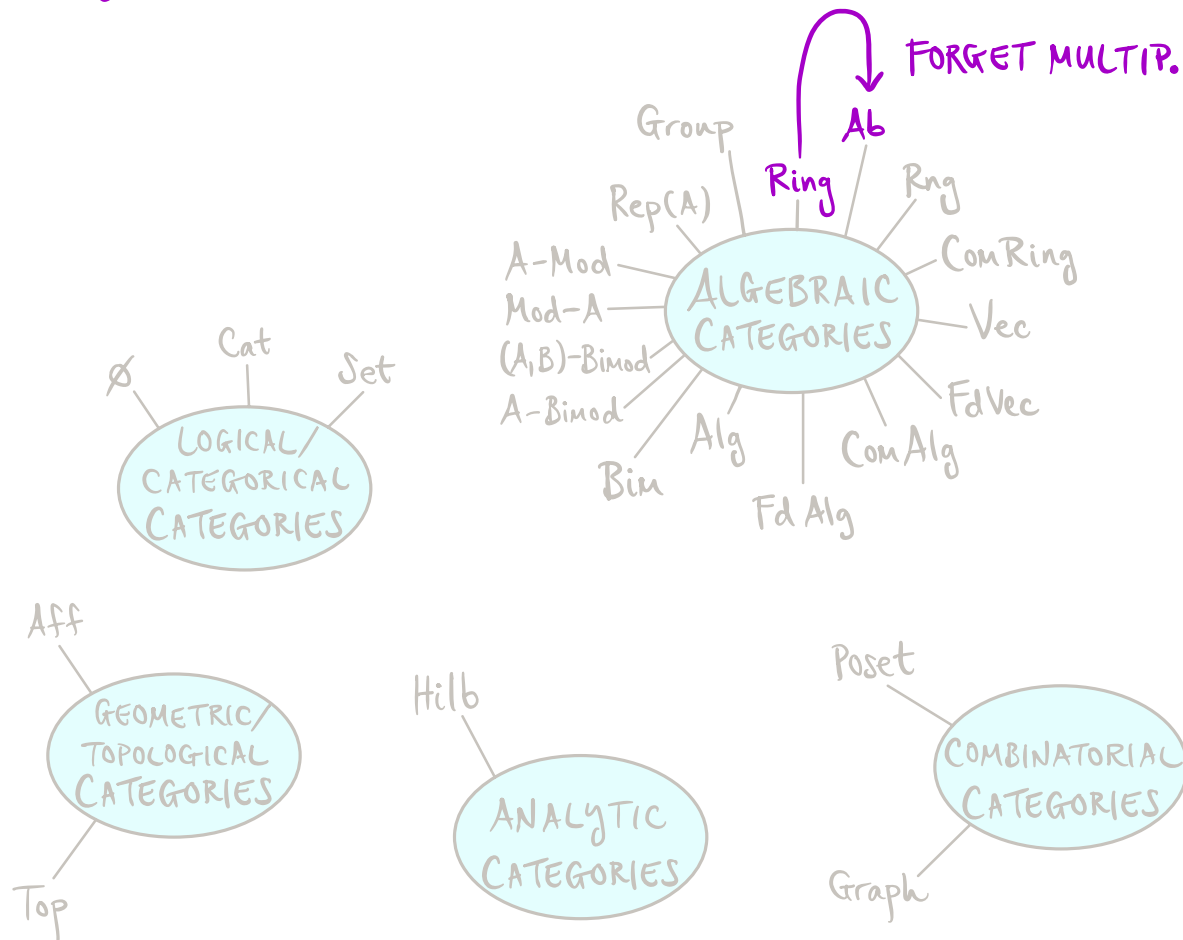 FORGET MULTIP.
Group
Ab
Ring
Rng
Rep(A)
A-Mod
ComRing
Mod-A
ALGEBRAIC
CATEGORIES
Vec
(A,B)-Bimod
A-Bimod
FdVec
Alg
ComAlg
Bim
Fd Alg
Ø
Cat
Set
LOGICAL/
CATEGORICAL
CATEGORIES
Aff
GEOMETRIC/
TOPOLOGICAL
CATEGORIES
Top
Hilb
ANALYTIC
CATEGORIES
Poset
COMBINATORIAL
CATEGORIES
Graph